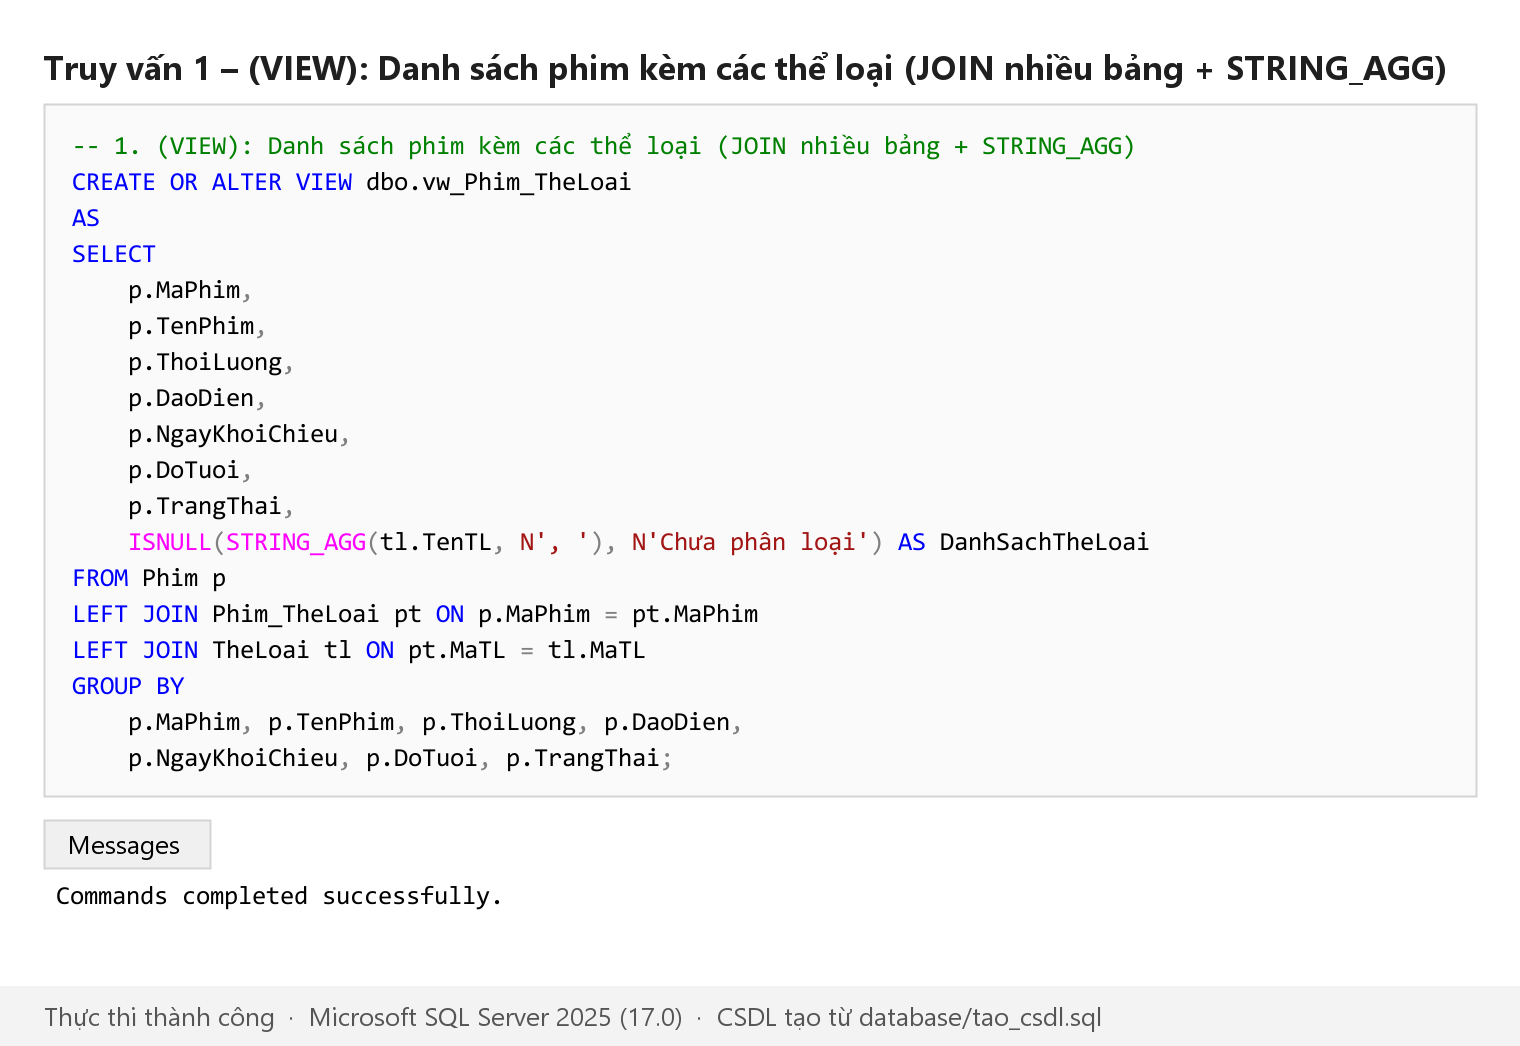 Truy vấn 1 – (VIEW): Danh sách phim kèm các thể loại (JOIN nhiều bảng + STRING_AGG)
-- 1. (VIEW): Danh sách phim kèm các thể loại (JOIN nhiều bảng + STRING_AGG)
CREATE OR ALTER VIEW dbo.vw_Phim_TheLoai
AS
SELECT
    p.MaPhim,
    p.TenPhim,
    p.ThoiLuong,
    p.DaoDien,
    p.NgayKhoiChieu,
    p.DoTuoi,
    p.TrangThai,
    ISNULL(STRING_AGG(tl.TenTL, N', '), N'Chưa phân loại') AS DanhSachTheLoai
FROM Phim p
LEFT JOIN Phim_TheLoai pt ON p.MaPhim = pt.MaPhim
LEFT JOIN TheLoai tl ON pt.MaTL = tl.MaTL
GROUP BY
    p.MaPhim, p.TenPhim, p.ThoiLuong, p.DaoDien,
    p.NgayKhoiChieu, p.DoTuoi, p.TrangThai;
Messages
Commands completed successfully.
Thực thi thành công · Microsoft SQL Server 2025 (17.0) · CSDL tạo từ database/tao_csdl.sql